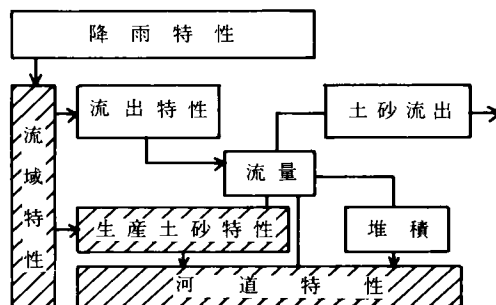 降雨特性
流出特性
土砂流出
流域特性
流量
生産土砂特性
堆積
河道特性